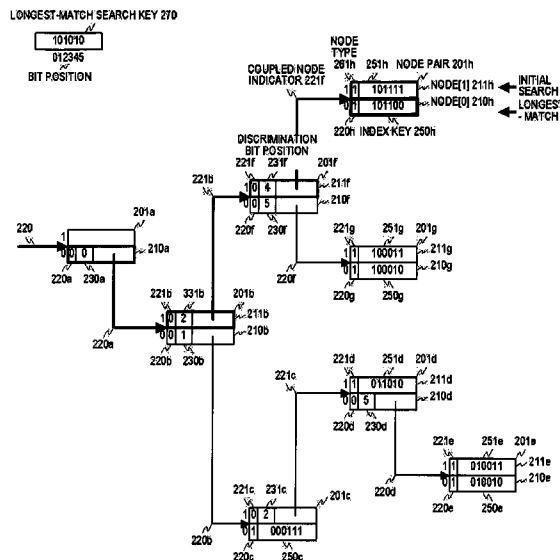 LONGEST-MATCH SEARCH KEY 270
101010
012345
BIT POSITION
NODE TYPE
261h 251h NODE PAIR 201h
COUPLED NODE INDICATOR 221f
1 1 101111 NODE[1] 211h INITIAL SEARCH
0 1 101100 NODE[0] 210h LONGEST - MATCH
220h INDEX KEY 250h
DISCRIMINATION BIT POSITION
221f 231f 201f
1 0 4 211f
0 0 5 210f
220f 230f
221b
220f
221g 251g 201g
1 1 100011 211g
0 1 100010 210g
220g 250g
220
201a
1
0 0 0 210a
220a 230a
220a
221b 331b 201b
1 0 2 211b
0 0 1 210b
220b 230b
221c
221d 251d 201d
1 1 011010 211d
0 0 5 210d
220d 230d
220d
221e 251e 201e
1 1 010011 211e
0 1 010010 210e
220e 250e
220b
221c 231c 201c
1 0 2
0 1 000111
220c 250c